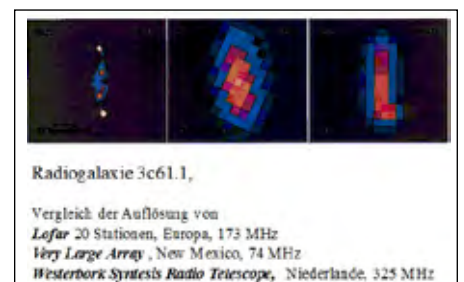 Radiogalaxie 3c61.1,
Vergleich der Auflösung von
Lofar 20 Stationen, Europa, 173 MHz
Very Large Array , New Mexico, 74 MHz
Westerbork Syntesis Radio Telescope, Niederlande, 325 MHz